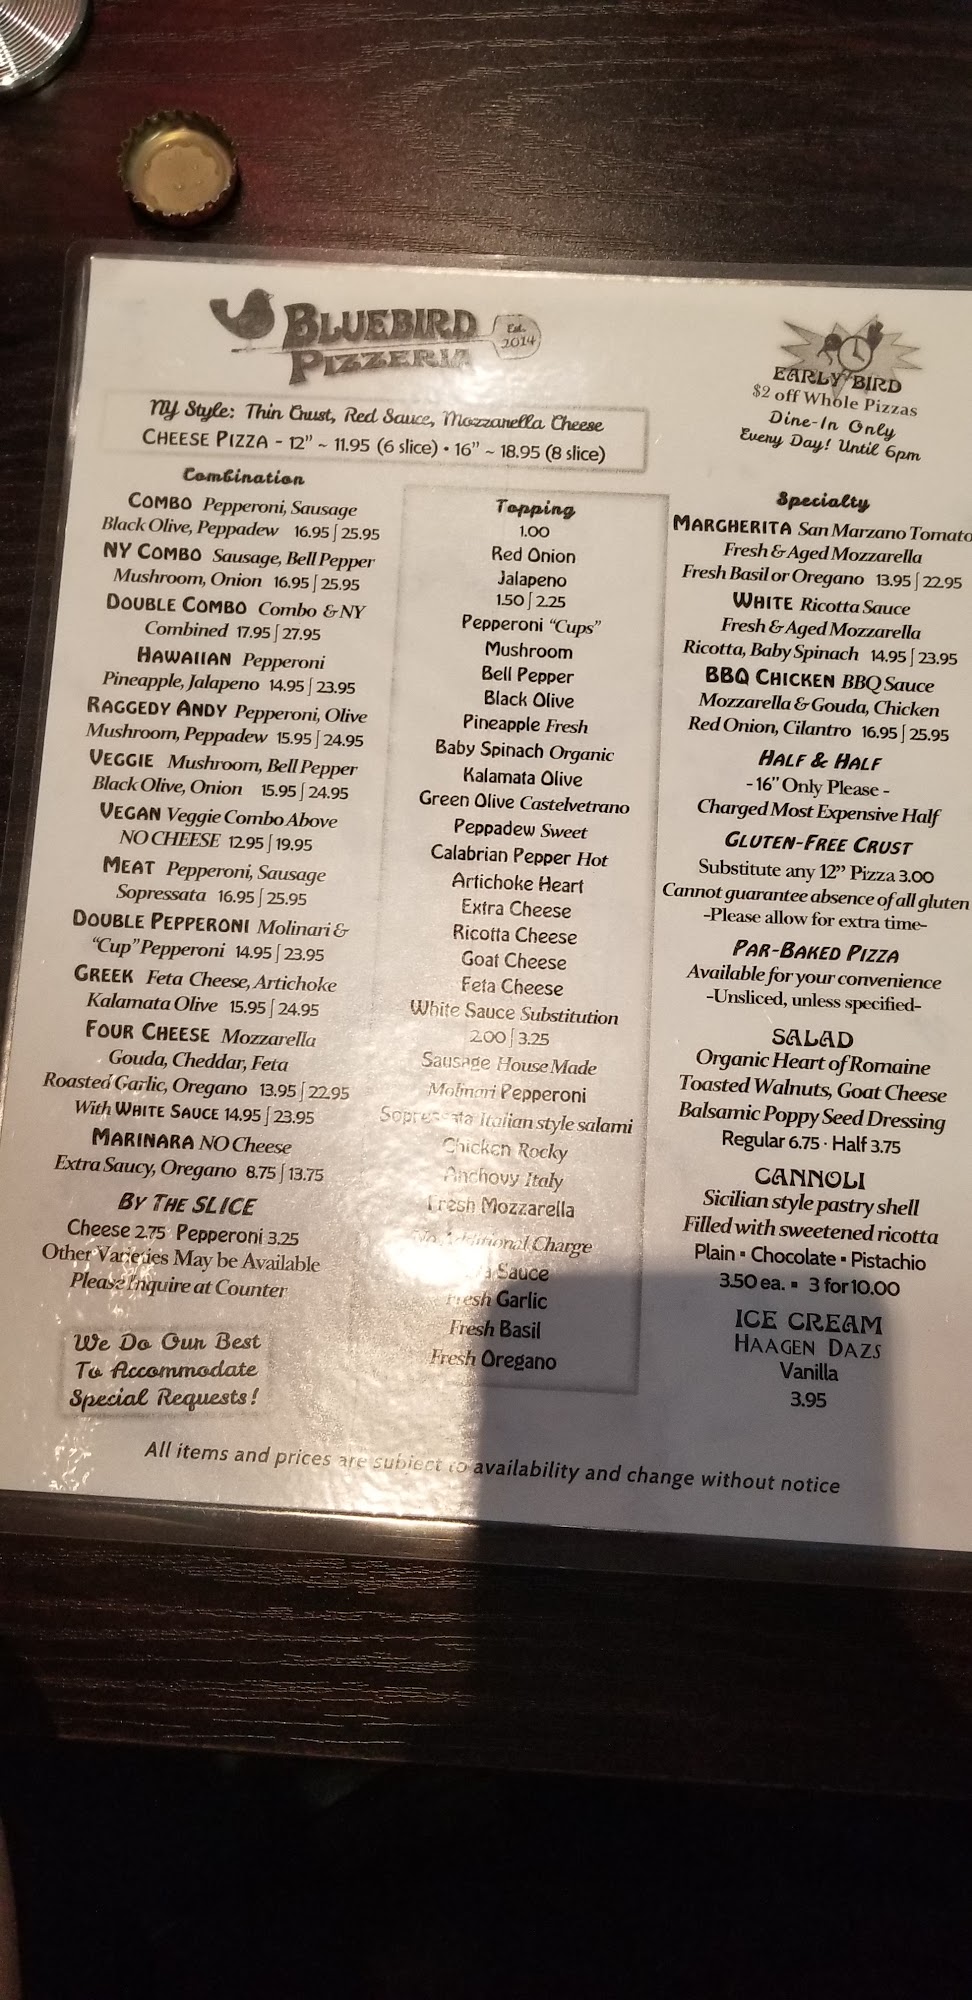 BLUEBIRD
PIZZERIA
Est.
2014
EARLY BIRD
$2 off Whole Pizzas
Dine-In Only
Every Day! Until 6pm
NY Style: Thin Crust, Red Sauce, Mozzarella Cheese
CHEESE PIZZA - 12" ~ 11.95 (6 slice) • 16" ~ 18.95 (8 slice)
Combination
COMBO Pepperoni, Sausage
Black Olive, Peppadew 16.95 | 25.95
NY COMBO Sausage, Bell Pepper
Mushroom, Onion 16.95 | 25.95
DOUBLE COMBO Combo & NY
Combined 17.95 | 27.95
HAWAIIAN Pepperoni
Pineapple, Jalapeno 14.95 | 23.95
RAGGEDY ANDY Pepperoni, Olive
Mushroom, Peppadew 15.95 | 24.95
VEGGIE Mushroom, Bell Pepper
Black Olive, Onion 15.95 | 24.95
VEGAN Veggie Combo Above
NO CHEESE 12.95 | 19.95
MEAT Pepperoni, Sausage
Sopressata 16.95 | 25.95
DOUBLE PEPPERONI Molinari &
"Cup" Pepperoni 14.95 | 23.95
GREEK Feta Cheese, Artichoke
Kalamata Olive 15.95 | 24.95
FOUR CHEESE Mozzarella
Gouda, Cheddar, Feta
Roasted Garlic, Oregano 13.95 | 22.95
With WHITE SAUCE 14.95 | 23.95
MARINARA NO Cheese
Extra Saucy, Oregano 8.75 | 13.75
BY THE SLICE
Cheese 2.75 Pepperoni 3.25
Other Varieties May be Available
Please Inquire at Counter
We Do Our Best
To Accommodate
Special Requests!
Topping
1.00
Red Onion
Jalapeno
1.50 | 2.25
Pepperoni "Cups"
Mushroom
Bell Pepper
Black Olive
Pineapple Fresh
Baby Spinach Organic
Kalamata Olive
Green Olive Castelvetrano
Peppadew Sweet
Calabrian Pepper Hot
Artichoke Heart
Extra Cheese
Ricotta Cheese
Goat Cheese
Feta Cheese
White Sauce Substitution
2.00 | 3.25
Sausage House Made
Molinari Pepperoni
Sopressata Italian style salami
Chicken Rocky
Anchovy Italy
Fresh Mozzarella
No Additional Charge
Sauce
Fresh Garlic
Fresh Basil
Fresh Oregano
Specialty
MARGHERITA San Marzano Tomato
Fresh & Aged Mozzarella
Fresh Basil or Oregano 13.95 | 22.95
WHITE Ricotta Sauce
Fresh & Aged Mozzarella
Ricotta, Baby Spinach 14.95 | 23.95
BBQ CHICKEN BBQ Sauce
Mozzarella & Gouda, Chicken
Red Onion, Cilantro 16.95 | 25.95
HALF & HALF
- 16" Only Please -
Charged Most Expensive Half
GLUTEN-FREE CRUST
Substitute any 12" Pizza 3.00
Cannot guarantee absence of all gluten
-Please allow for extra time-
PAR-BAKED PIZZA
Available for your convenience
-Unsliced, unless specified-
SALAD
Organic Heart of Romaine
Toasted Walnuts, Goat Cheese
Balsamic Poppy Seed Dressing
Regular 6.75 · Half 3.75
CANNOLI
Sicilian style pastry shell
Filled with sweetened ricotta
Plain ▪ Chocolate ▪ Pistachio
3.50 ea. ▪ 3 for 10.00
ICE CREAM
HAAGEN DAZS
Vanilla
3.95
All items and prices are subject to availability and change without notice